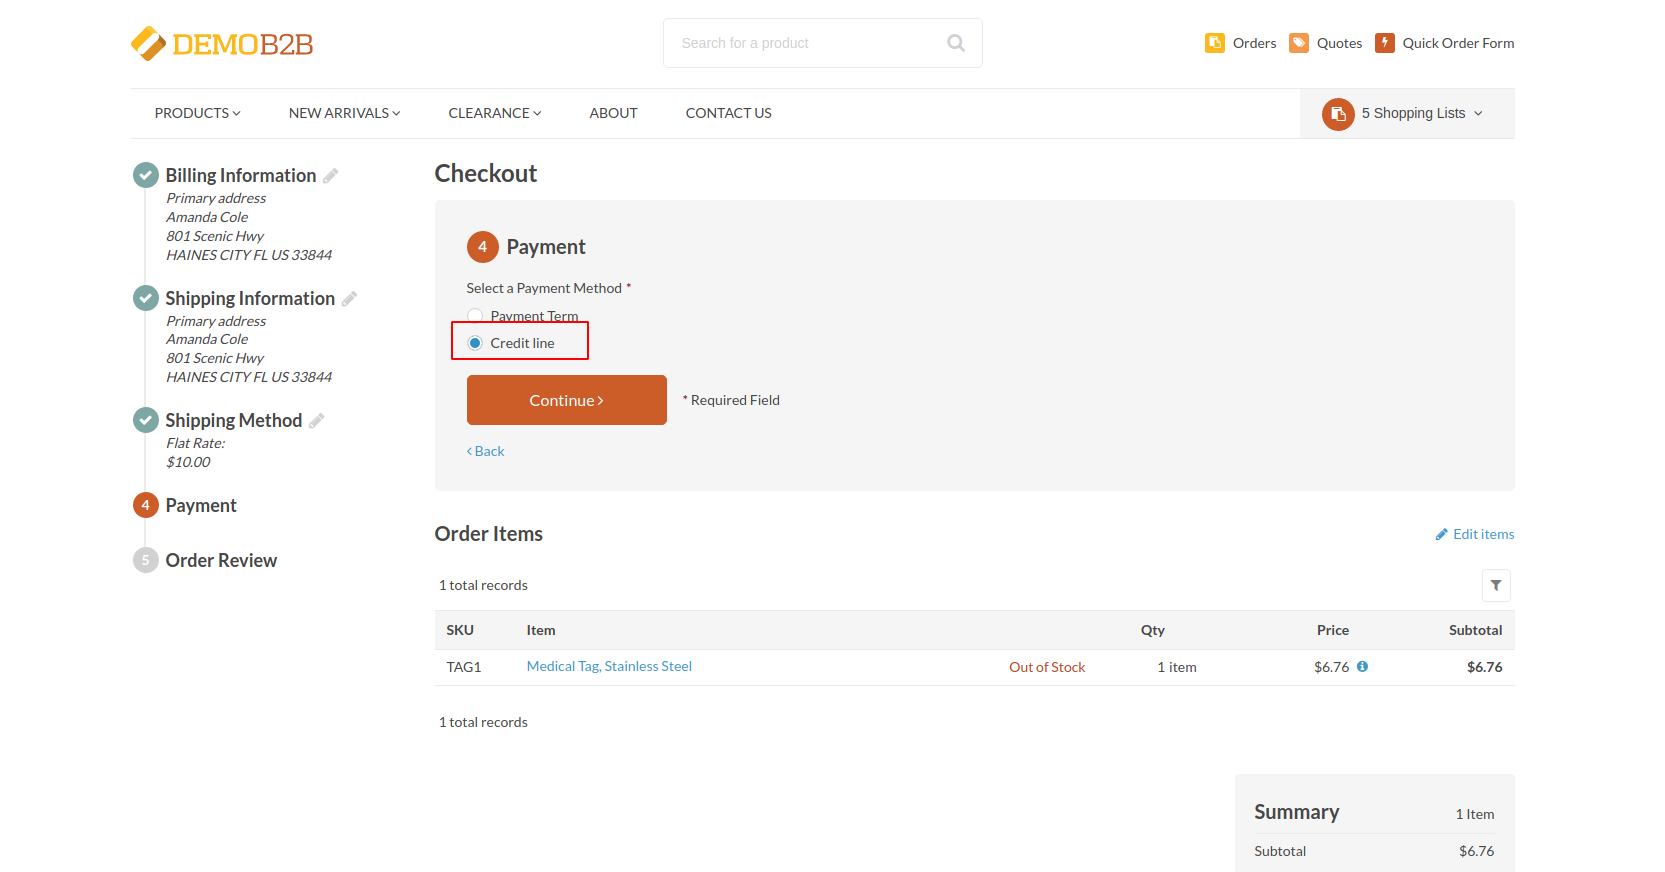 DEMOB2B
Search for a product
Orders Quotes Quick Order Form
PRODUCTS NEW ARRIVALS CLEARANCE ABOUT CONTACT US
5 Shopping Lists
Billing Information
Primary address
Amanda Cole
801 Scenic Hwy
HAINES CITY FL US 33844
Shipping Information
Primary address
Amanda Cole
801 Scenic Hwy
HAINES CITY FL US 33844
Shipping Method
Flat Rate:
$10.00
4 Payment
5 Order Review
Checkout
4 Payment
Select a Payment Method *
Payment Term
Credit line
Continue >
* Required Field
< Back
Order Items
Edit items
1 total records
SKU Item Qty Price Subtotal
TAG1 Medical Tag, Stainless Steel Out of Stock 1 item $6.76 $6.76
1 total records
Summary 1 Item
Subtotal $6.76